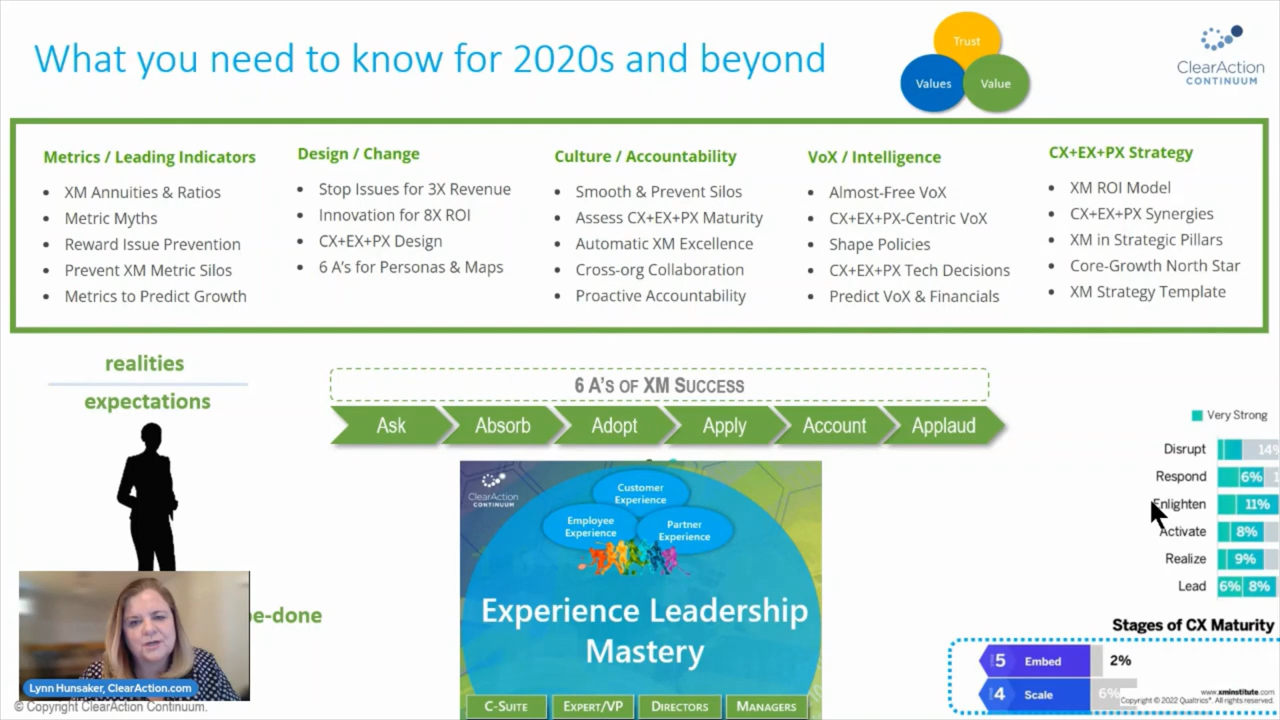 What you need to know for 2020s and beyond
Trust
Values
Value
ClearAction
CONTINUUM
Metrics / Leading Indicators
• XM Annuities & Ratios
• Metric Myths
• Reward Issue Prevention
• Prevent XM Metric Silos
• Metrics to Predict Growth
Design / Change
• Stop Issues for 3X Revenue
• Innovation for 8X ROI
• CX+EX+PX Design
• 6 A's for Personas & Maps
Culture / Accountability
• Smooth & Prevent Silos
• Assess CX+EX+PX Maturity
• Automatic XM Excellence
• Cross-org Collaboration
• Proactive Accountability
VoX / Intelligence
• Almost-Free VoX
• CX+EX+PX-Centric VoX
• Shape Policies
• CX+EX+PX Tech Decisions
• Predict VoX & Financials
CX+EX+PX Strategy
• XM ROI Model
• CX+EX+PX Synergies
• XM in Strategic Pillars
• Core-Growth North Star
• XM Strategy Template
realities
expectations
e-done
Lynn Hunsaker, ClearAction.com
© Copyright ClearAction Continuum.
6 A's of XM Success
Ask Absorb Adopt Apply Account Applaud
ClearAction
CONTINUUM
Customer
Experience
Employee
Experience
Partner
Experience
Experience Leadership
Mastery
C-Suite Expert/VP Directors Managers
Very Strong
Disrupt 14%
Respond 6% 1
Enlighten 11%
Activate 8%
Realize 9%
Lead 6% 8%
Stages of CX Maturity
5 Embed 2%
4 Scale 6%
www.xminstitute.com
Copyright © 2022 Qualtrics®. All rights reserved.